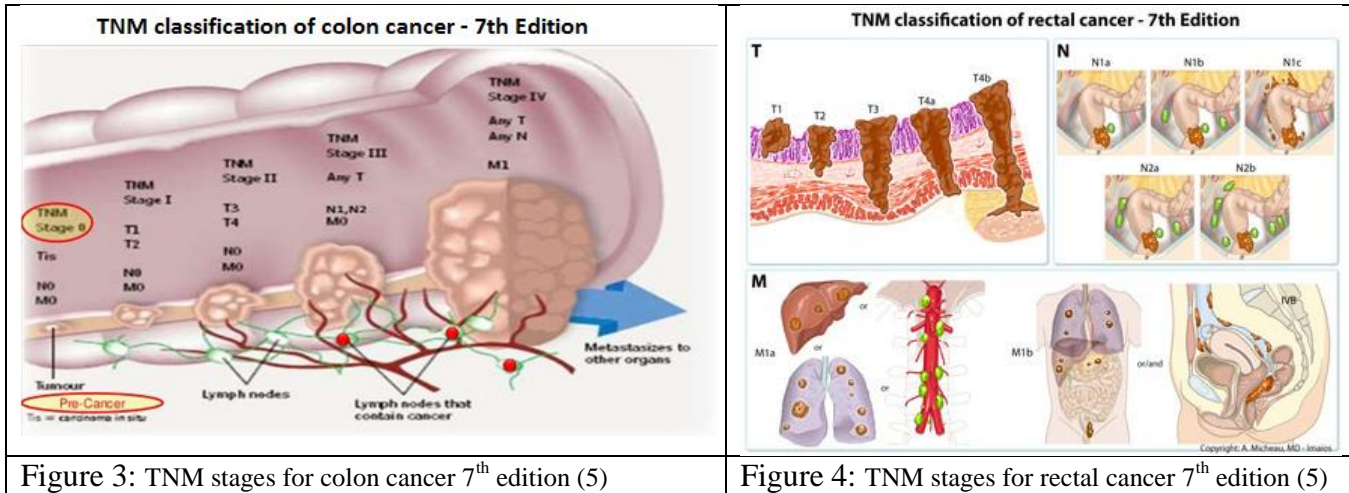 TNM classification of colon cancer - 7th Edition
TNM
Stage 0
Tis
N0
M0
TNM
Stage I
T1
T2
N0
M0
TNM
Stage II
T3
T4
N0
M0
TNM
Stage III
Any T
N1,N2
M0
TNM
Stage IV
Any T
Any N
M1
Metastasizes to
other organs
Tumour
Pre-Cancer
Tis = carcinoma in situ
Lymph nodes
Lymph nodes that
contain cancer
Figure 3: TNM stages for colon cancer 7th edition (5)
TNM classification of rectal cancer - 7th Edition
T
T1
T2
T3
T4a
T4b
N
N1a
N1b
N1c
N2a
N2b
M
M1a
or
or
or
M1b
or/and
IVB
Copyright: A. Micheau, MD - Imaios
Figure 4: TNM stages for rectal cancer 7th edition (5)